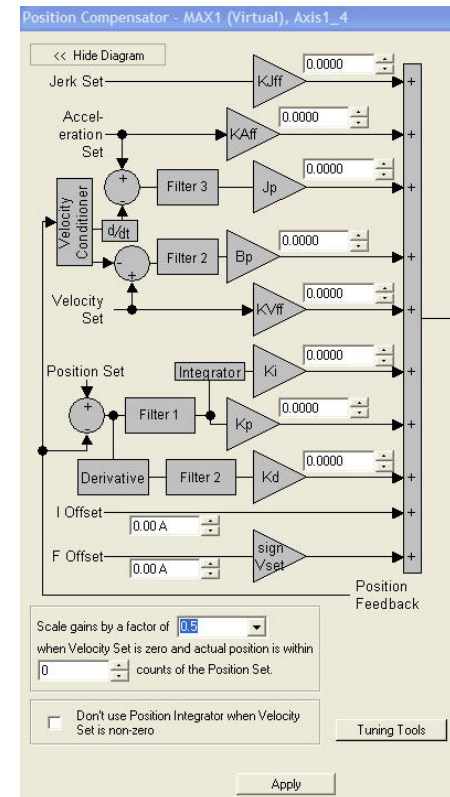 Position Compensator - MAX1 (Virtual), Axis1_4
<< Hide Diagram
Jerk Set
KJff
0.0000
+
Accel-
eration
Set
KAff
0.0000
+
+
-
Filter 3
Jp
0.0000
+
Velocity
Conditioner
d/dt
-
+
Filter 2
Bp
0.0000
+
Velocity
Set
KVff
0.0000
+
Position Set
Integrator
Ki
0.0000
+
+
-
Filter 1
Kp
0.0000
+
Derivative
Filter 2
Kd
0.0000
+
I Offset
0.00 A
+
F Offset
0.00 A
sign
Vset
+
Position
Feedback
Scale gains by a factor of 0.5
when Velocity Set is zero and actual position is within
0 counts of the Position Set.
Don't use Position Integrator when Velocity
Set is non-zero
Tuning Tools
Apply